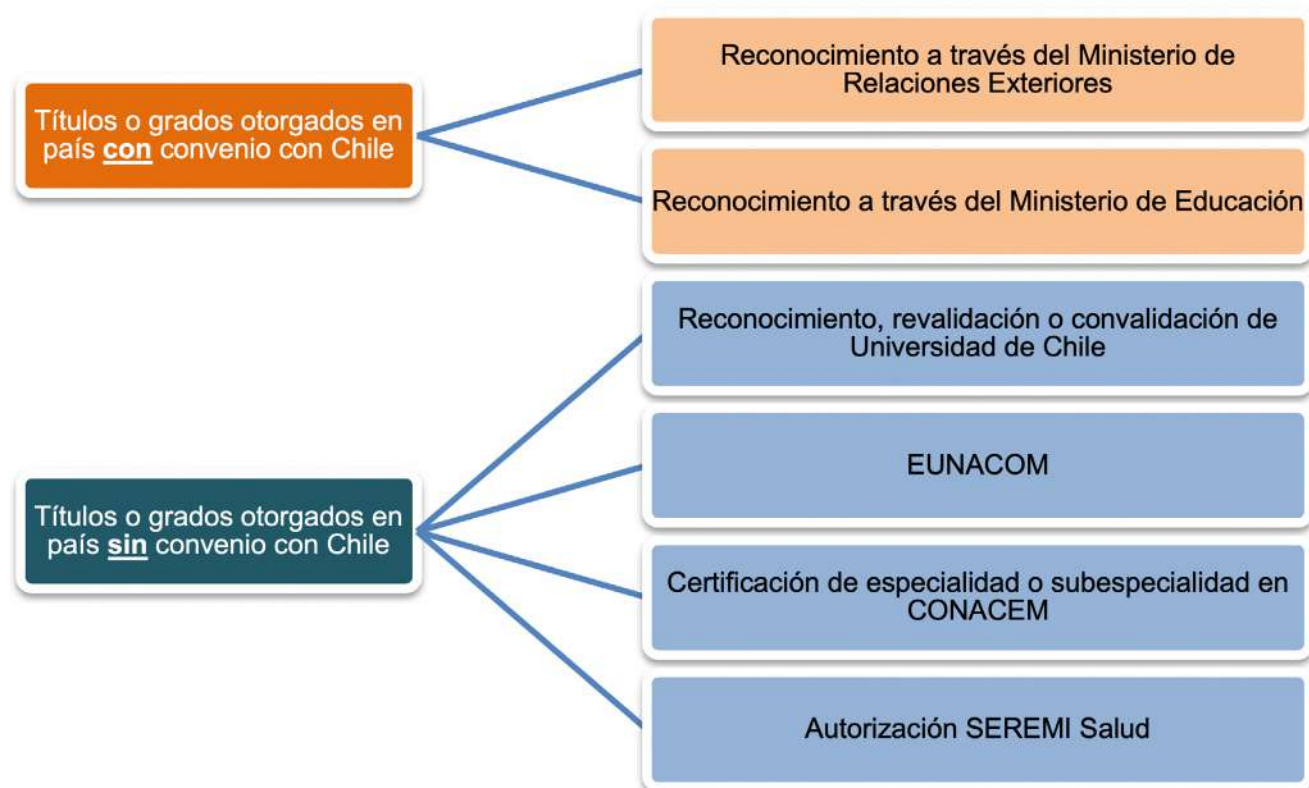 Títulos o grados otorgados en
país con convenio con Chile
Reconocimiento a través del Ministerio de
Relaciones Exteriores
Reconocimiento a través del Ministerio de Educación
Títulos o grados otorgados en
país sin convenio con Chile
Reconocimiento, revalidación o convalidación de
Universidad de Chile
EUNACOM
Certificación de especialidad o subespecialidad en
CONACEM
Autorización SEREMI Salud